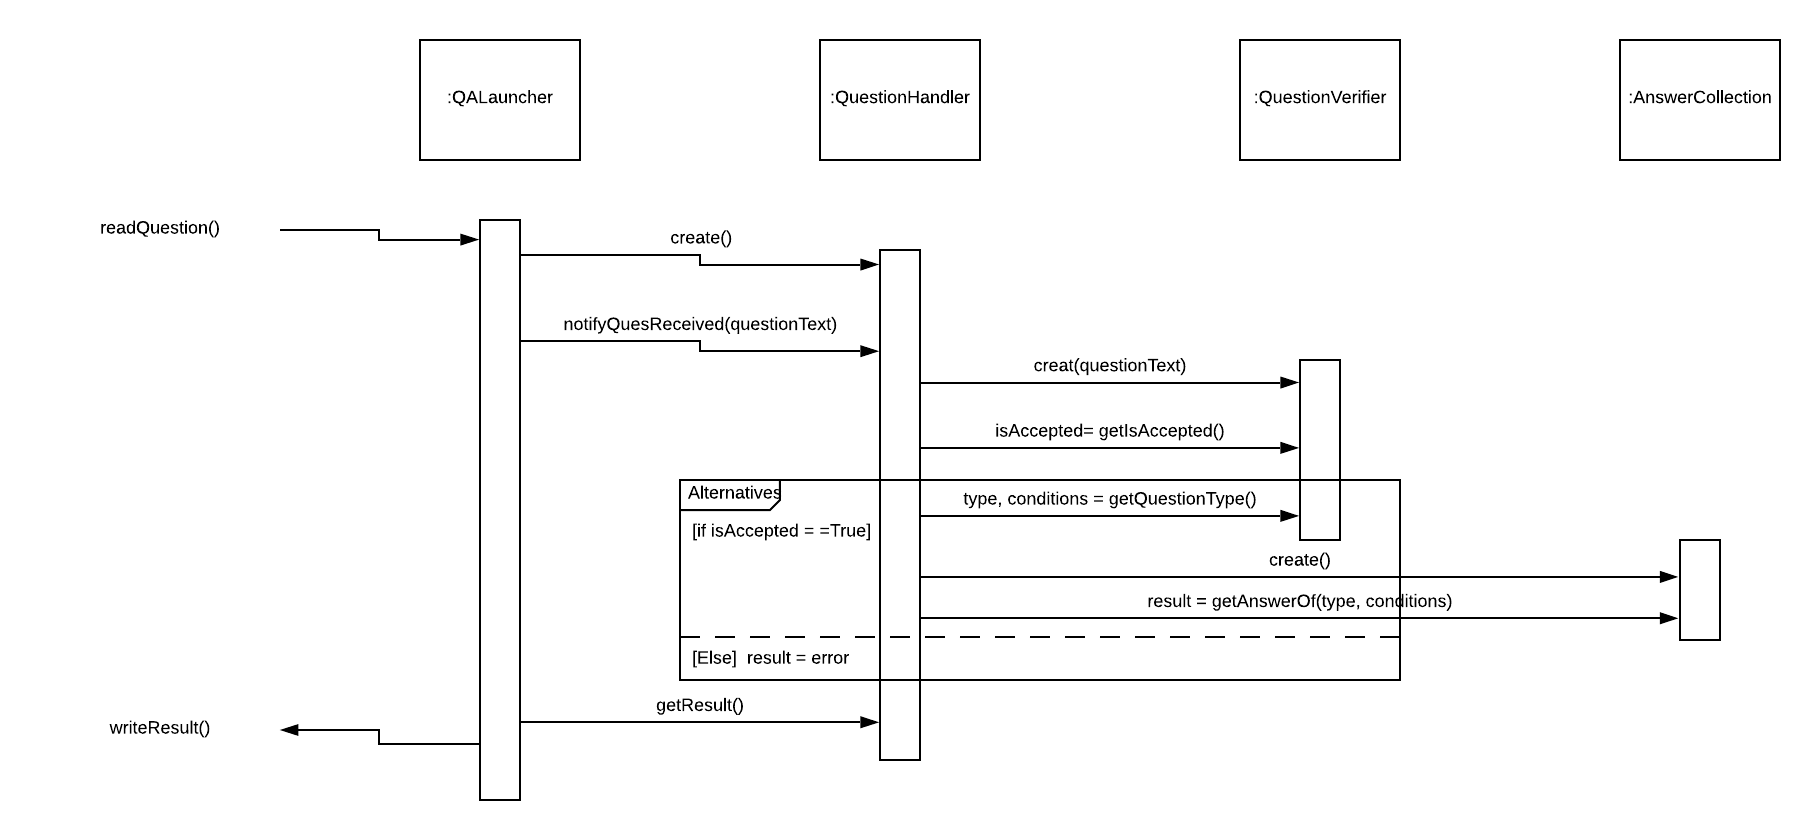 :QALauncher
:QuestionHandler
:QuestionVerifier
:AnswerCollection
readQuestion()
create()
notifyQuesReceived(questionText)
creat(questionText)
isAccepted= getIsAccepted()
Alternatives
type, conditions = getQuestionType()
[if isAccepted = =True]
create()
result = getAnswerOf(type, conditions)
[Else]  result = error
getResult()
writeResult()